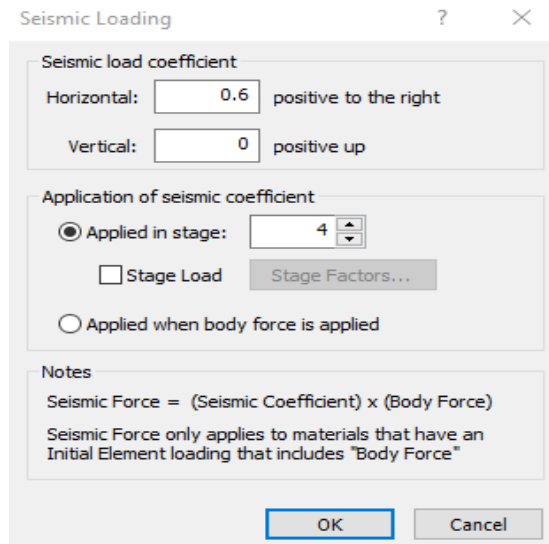 Seismic Loading ?
Seismic load coefficient
Horizontal: 0.6 positive to the right
Vertical: 0 positive up
Application of seismic coefficient
Applied in stage: 4
Stage Load Stage Factors...
Applied when body force is applied
Notes
Seismic Force = (Seismic Coefficient) x (Body Force)
Seismic Force only applies to materials that have an
Initial Element loading that includes "Body Force"
OK Cancel